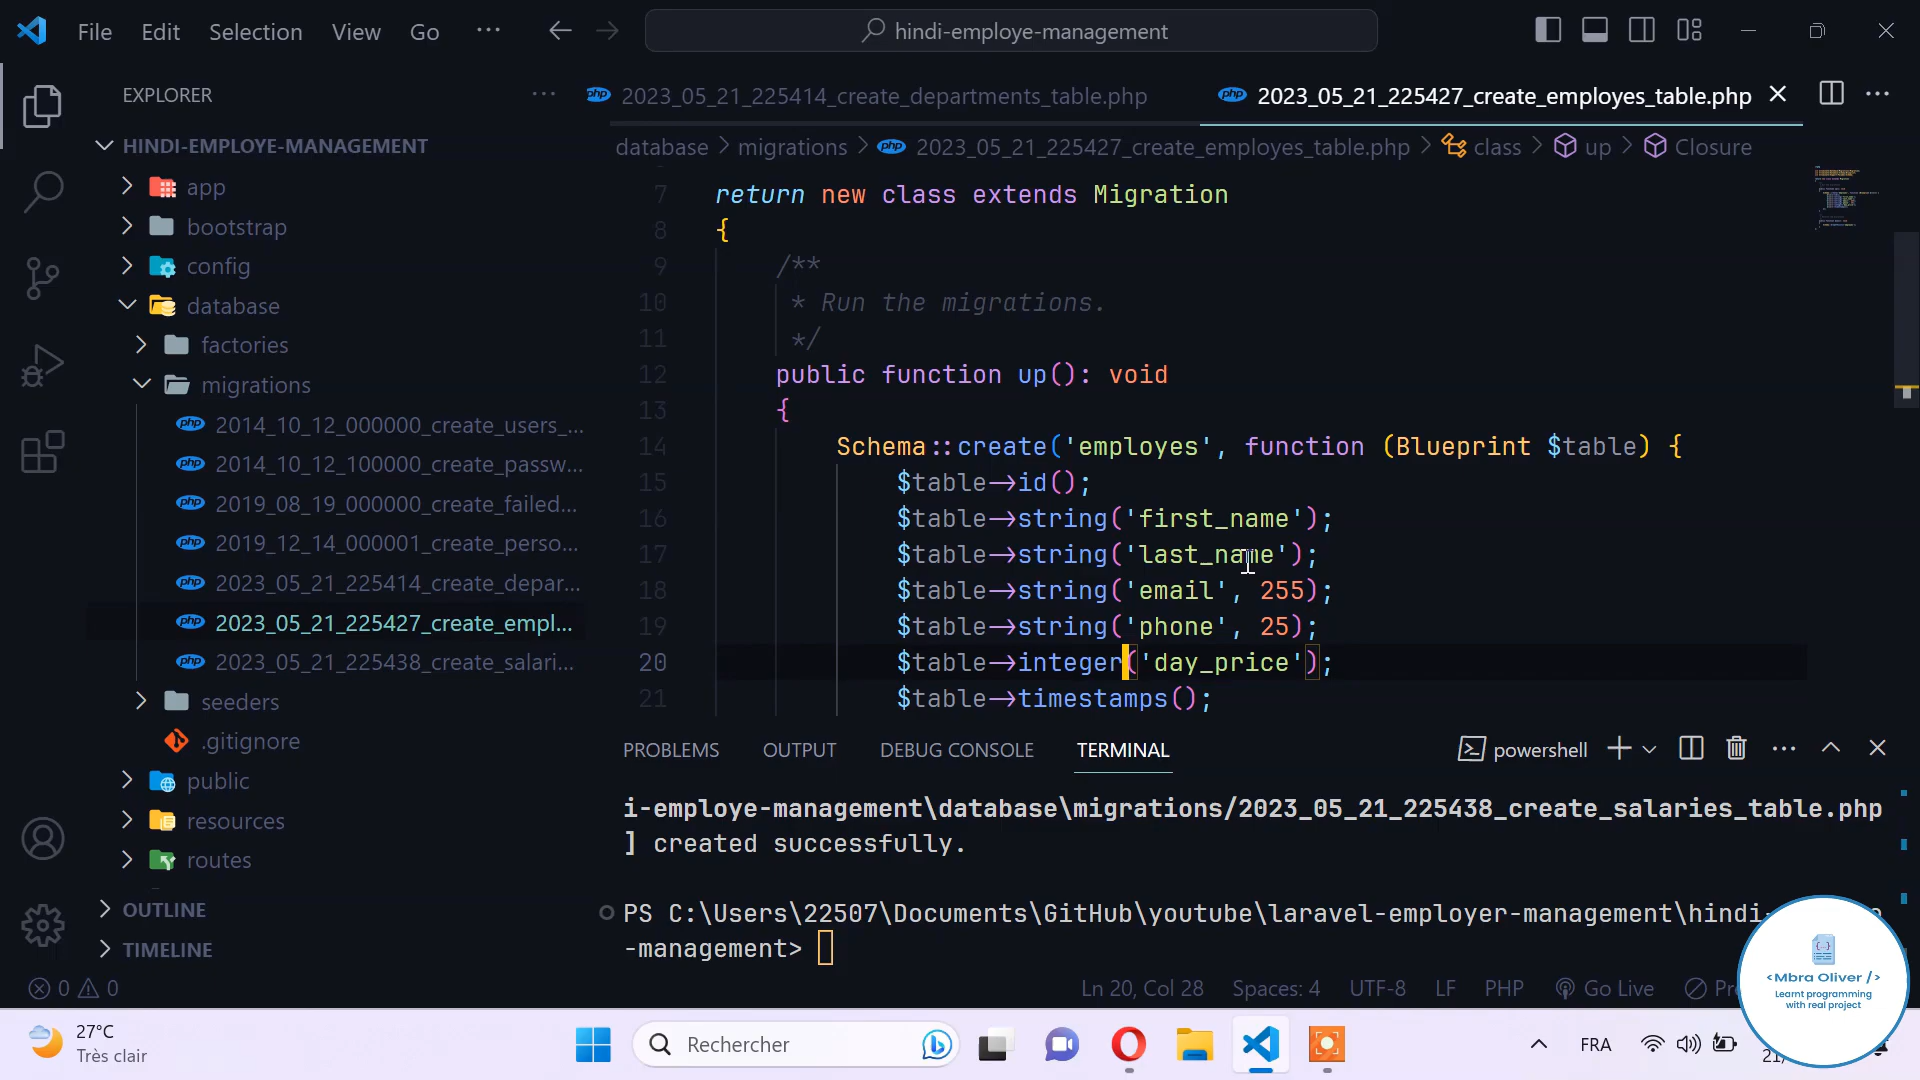 File Edit Selection View Go ···
hindi-employe-management
EXPLORER ···
HINDI-EMPLOYE-MANAGEMENT
app
bootstrap
config
database
factories
migrations
2014_10_12_000000_create_users_...
2014_10_12_100000_create_passw...
2019_08_19_000000_create_failed...
2019_12_14_000001_create_perso...
2023_05_21_225414_create_depar...
2023_05_21_225427_create_empl...
2023_05_21_225438_create_salari...
seeders
.gitignore
public
resources
routes
OUTLINE
TIMELINE
php 2023_05_21_225414_create_departments_table.php
php 2023_05_21_225427_create_employes_table.php
database > migrations > php 2023_05_21_225427_create_employes_table.php > class > up > Closure
7 return new class extends Migration
8 {
9 /**
10 * Run the migrations.
11 */
12 public function up(): void
13 {
14 Schema::create('employes', function (Blueprint $table) {
15 $table->id();
16 $table->string('first_name');
17 $table->string('last_name');
18 $table->string('email', 255);
19 $table->string('phone', 25);
20 $table->integer('day_price');
21 $table->timestamps();
PROBLEMS OUTPUT DEBUG CONSOLE TERMINAL powershell
i-employe-management\database\migrations/2023_05_21_225438_create_salaries_table.php
] created successfully.
PS C:\Users\22507\Documents\GitHub\youtube\laravel-employer-management\hindi-
-management>
0 0
Ln 20, Col 28 Spaces: 4 UTF-8 LF PHP Go Live
<Mbra Oliver />
Learnt programming
with real project
27°C
Très clair
Rechercher
FRA